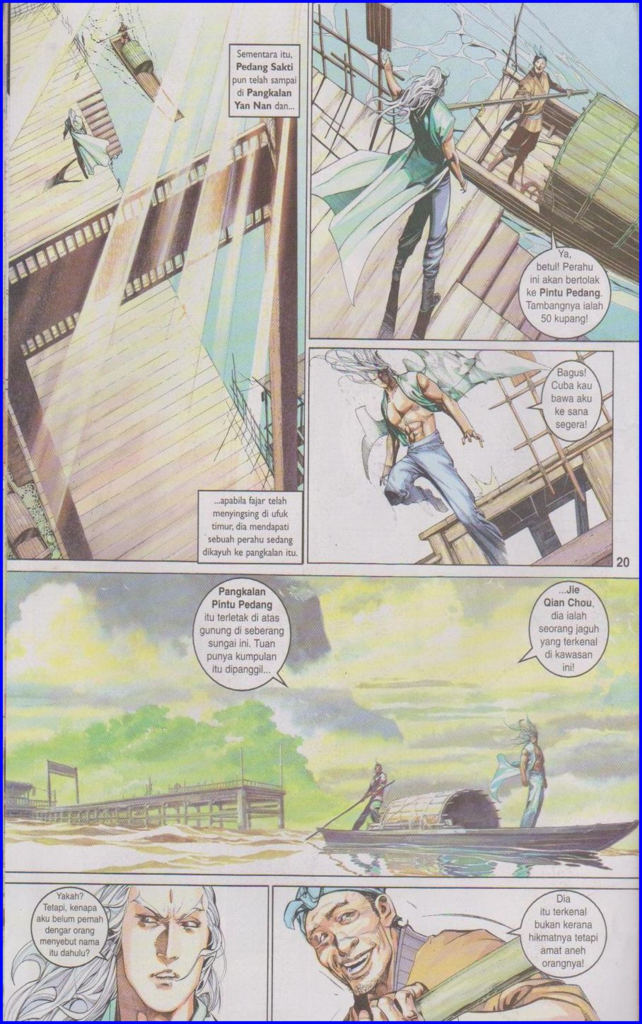 Sementara itu,
Pedang Sakti
pun telah sampai
di Pangkalan
Yan Nan dan...
...apabila fajar telah
menyingsing di ufuk
timur, dia mendapati
sebuah perahu sedang
dikayuh ke pangkalan itu.
Ya,
betul! Perahu
ini akan bertolak
ke Pintu Pedang.
Tambangnya ialah
50 kupang!
Bagus!
Cuba kau
bawa aku
ke sana
segera!
20
Pangkalan
Pintu Pedang
itu terletak di atas
gunung di seberang
sungai ini. Tuan
punya kumpulan
itu dipanggil...
...Jie
Qian Chou,
dia ialah
seorang jaguh
yang terkenal
di kawasan
ini!
Yakah?
Tetapi, kenapa
aku belum pernah
dengar orang
menyebut nama
itu dahulu?
Dia
itu terkenal
bukan kerana
hikmatnya tetapi
amat aneh
orangnya!